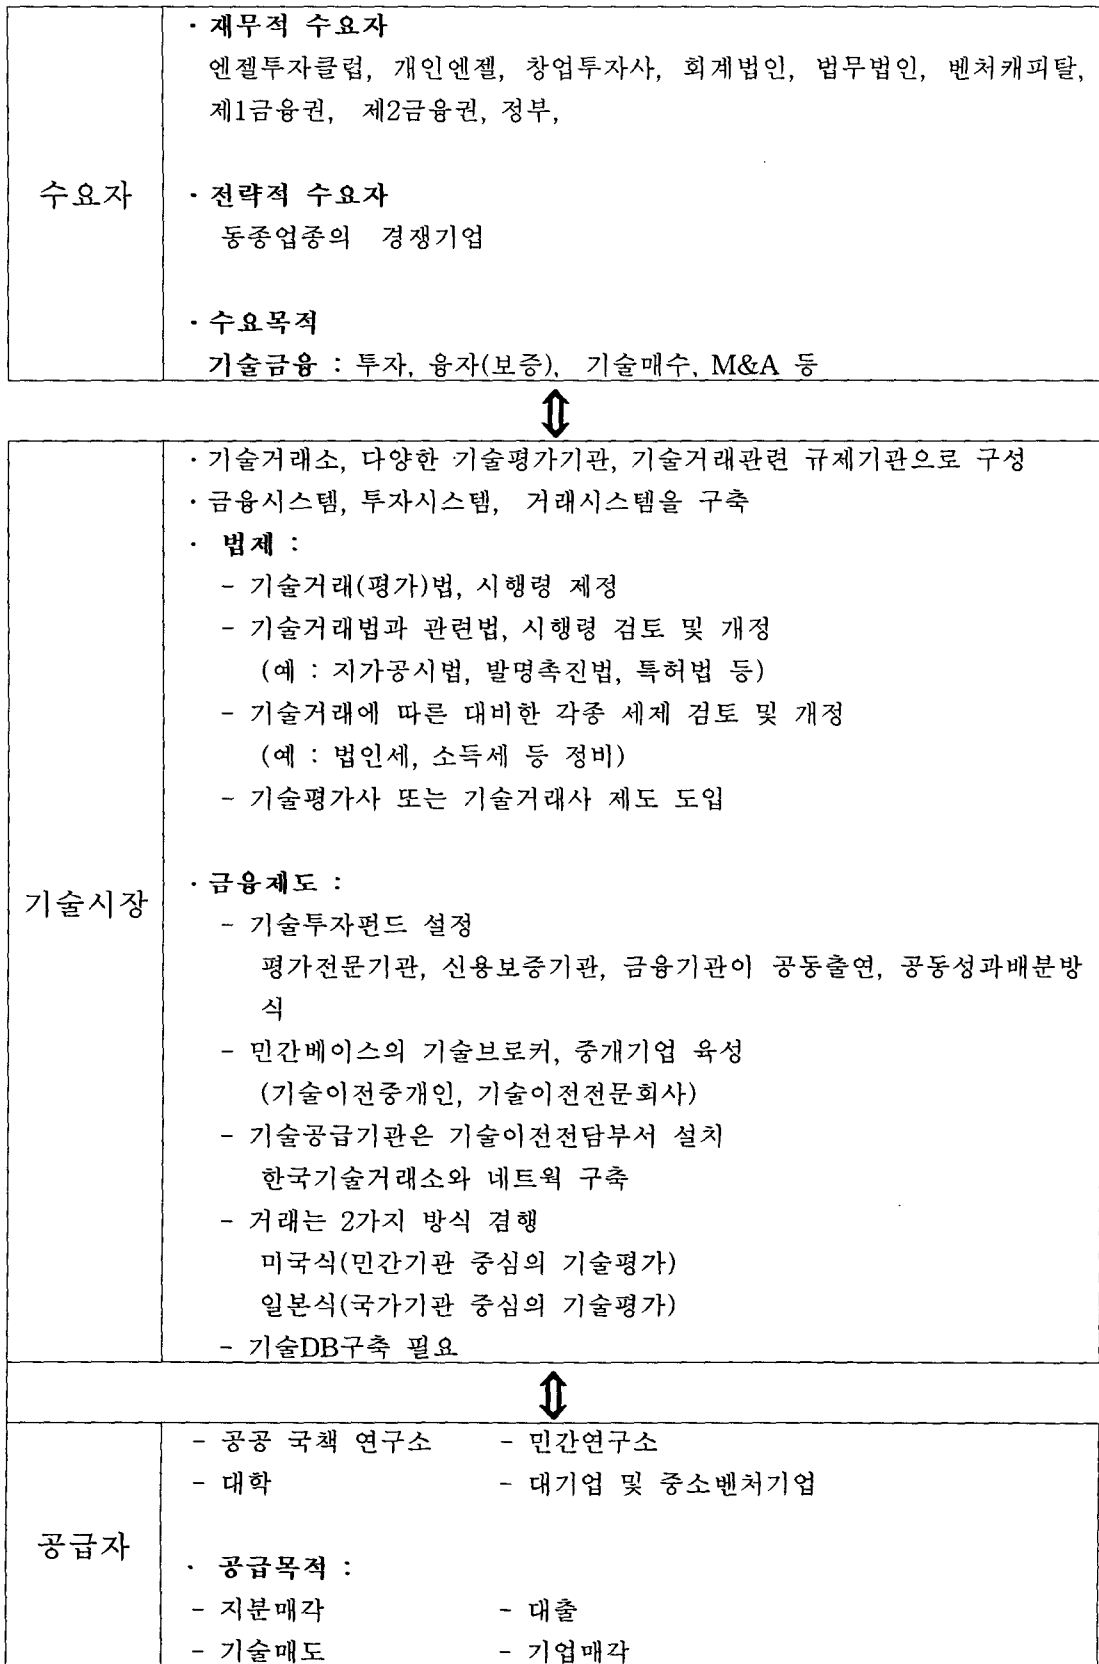 · 재무적 수요자
엔젤투자클럽, 개인엔젤, 창업투자사, 회계법인, 법무법인, 벤처캐피탈,
제1금융권, 제2금융권, 정부,
수요자
· 전략적 수요자
동종업종의 경쟁기업
· 수요목적
기술금융 : 투자, 융자(보증), 기술매수, M&A 등
⇕
· 기술거래소, 다양한 기술평가기관, 기술거래관련 규제기관으로 구성
· 금융시스템, 투자시스템, 거래시스템을 구축
· 법제 :
- 기술거래(평가)법, 시행령 제정
- 기술거래법과 관련법, 시행령 검토 및 개정
(예 : 지가공시법, 발명촉진법, 특허법 등)
- 기술거래에 따른 대비한 각종 세제 검토 및 개정
(예 : 법인세, 소득세 등 정비)
- 기술평가사 또는 기술거래사 제도 도입
기술시장
· 금융제도 :
- 기술투자펀드 설정
평가전문기관, 신용보증기관, 금융기관이 공동출연, 공동성과배분방
식
- 민간베이스의 기술브로커, 중개기업 육성
(기술이전중개인, 기술이전전문회사)
- 기술공급기관은 기술이전전담부서 설치
한국기술거래소와 네트웍 구축
- 거래는 2가지 방식 겸행
미국식(민간기관 중심의 기술평가)
일본식(국가기관 중심의 기술평가)
- 기술DB구축 필요
⇕
- 공공 국책 연구소 - 민간연구소
- 대학 - 대기업 및 중소벤처기업
공급자
· 공급목적 :
- 지분매각 - 대출
- 기술매도 - 기업매각